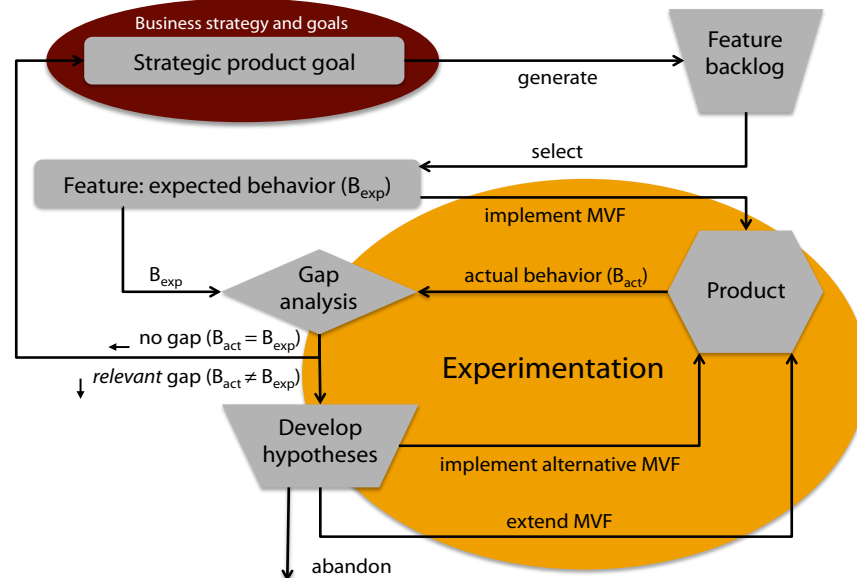 Business strategy and goals
Strategic product goal
Feature
backlog
generate
select
Feature: expected behavior (Bexp)
implement MVF
Bexp
Gap
analysis
actual behavior (Bact)
Product
← no gap (Bact = Bexp)
↓ relevant gap (Bact ≠ Bexp)
Experimentation
Develop
hypotheses
implement alternative MVF
extend MVF
abandon